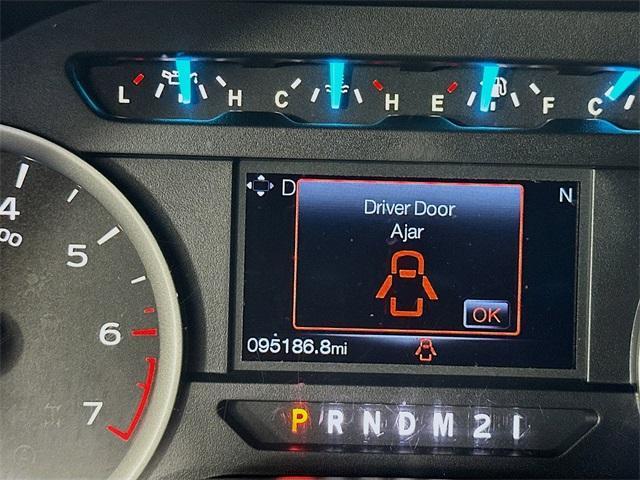 L H C H E F C
D
N
Driver Door
Ajar
OK
095186.8mi
4
5
6
7
P R N D M 2 1